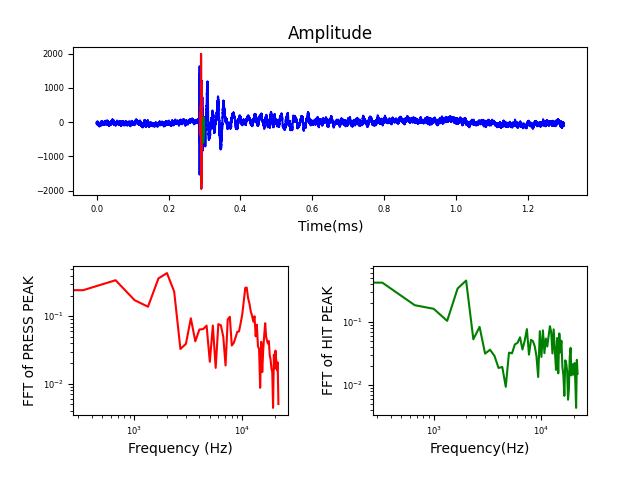 Amplitude
2000
1000
0
−1000
−2000
0.0 0.2 0.4 0.6 0.8 1.0 1.2
Time(ms)
FFT of PRESS PEAK
10⁻¹
10⁻²
10³ 10⁴
Frequency (Hz)
FFT of HIT PEAK
10⁻¹
10⁻²
10³ 10⁴
Frequency(Hz)